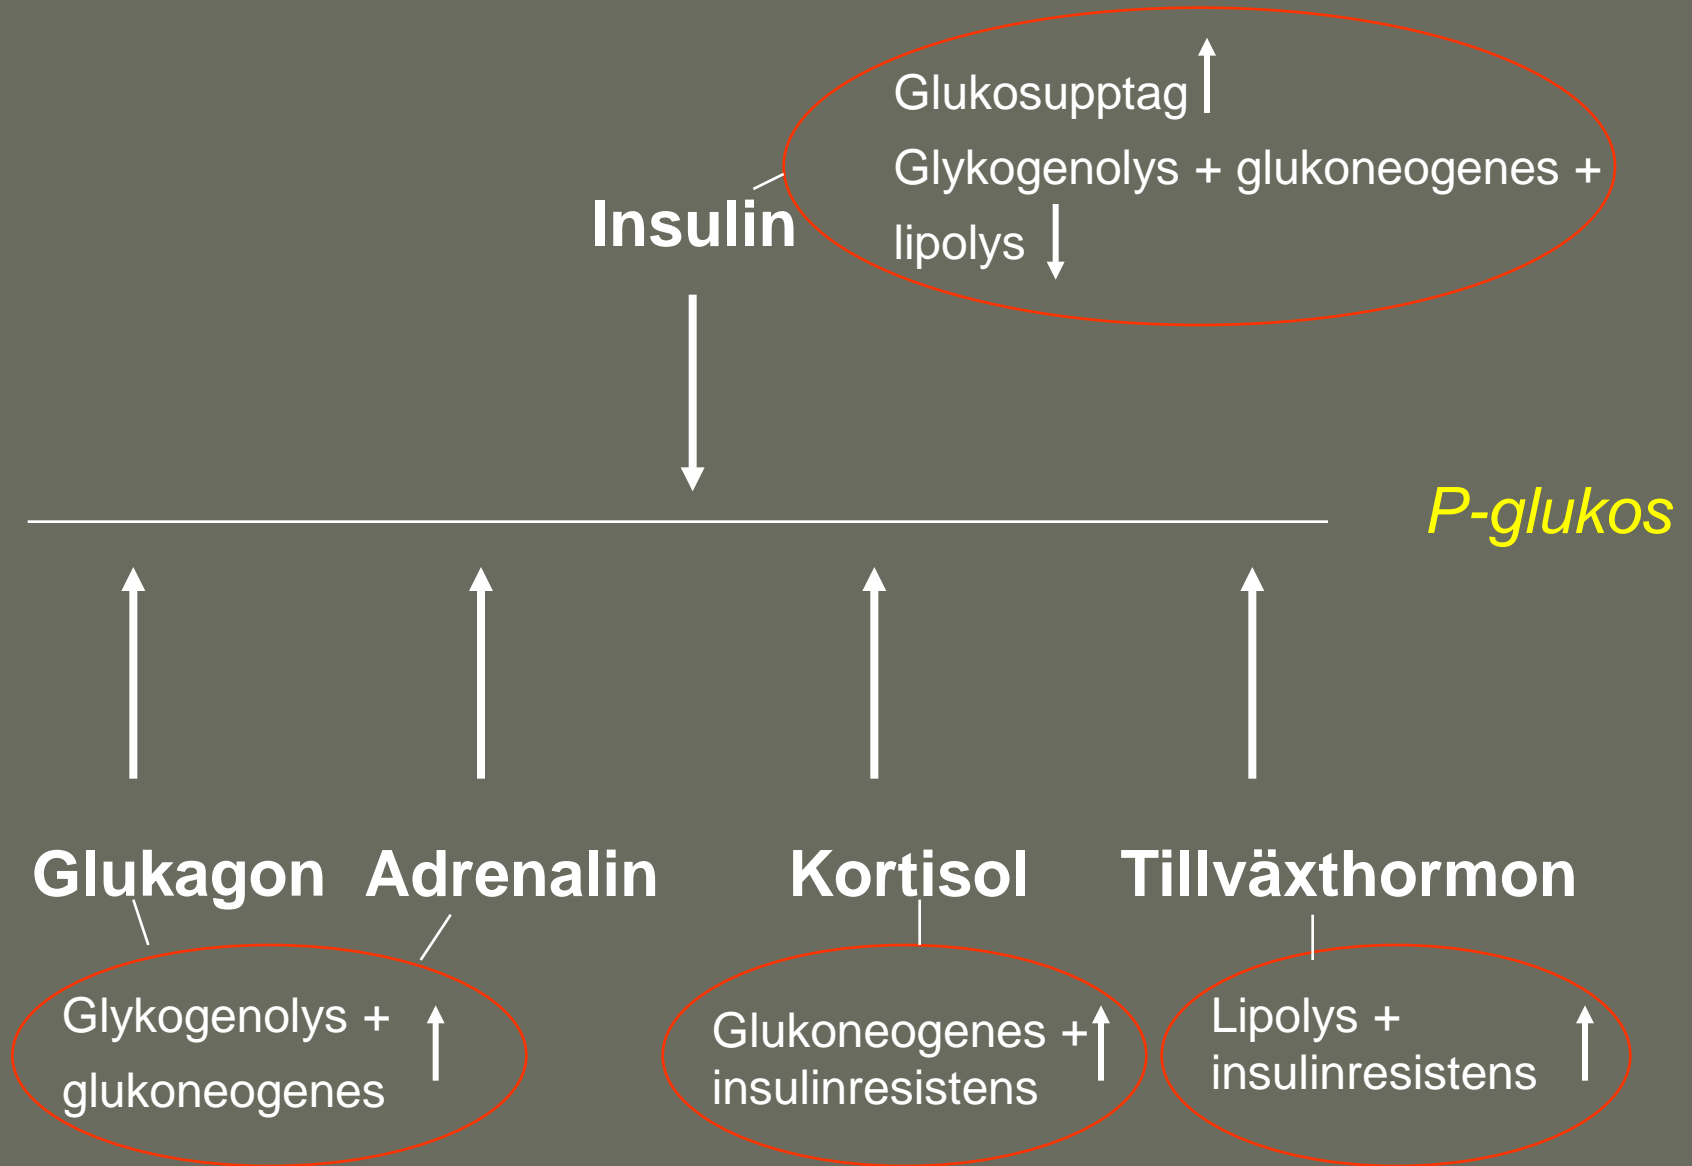 Glukosupptag
Glykogenolys + glukoneogenes +
lipolys
Insulin
P-glukos
Glukagon
Adrenalin
Kortisol
Tillväxthormon
Glykogenolys +
glukoneogenes
Glukoneogenes +
insulinresistens
Lipolys +
insulinresistens